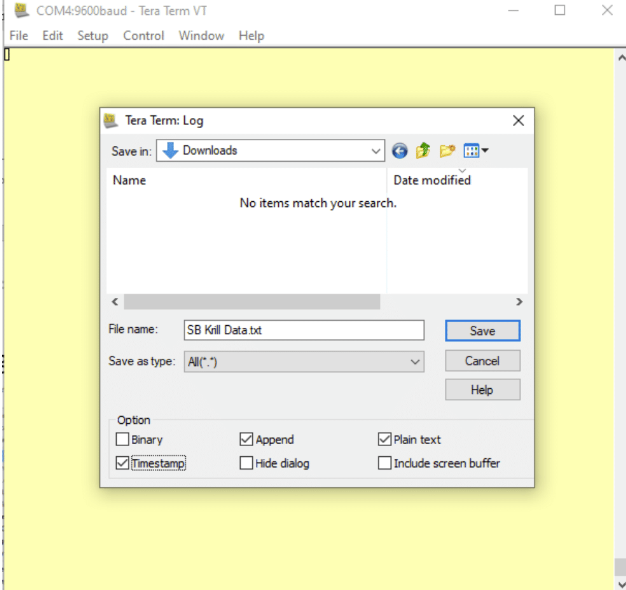 COM4:9600baud - Tera Term VT
File Edit Setup Control Window Help
Tera Term: Log
Save in: Downloads
Name Date modified
No items match your search.
File name: SB Krill Data.txt Save
Save as type: All(*.*) Cancel
Help
Option
Binary Append Plain text
Timestamp Hide dialog Include screen buffer